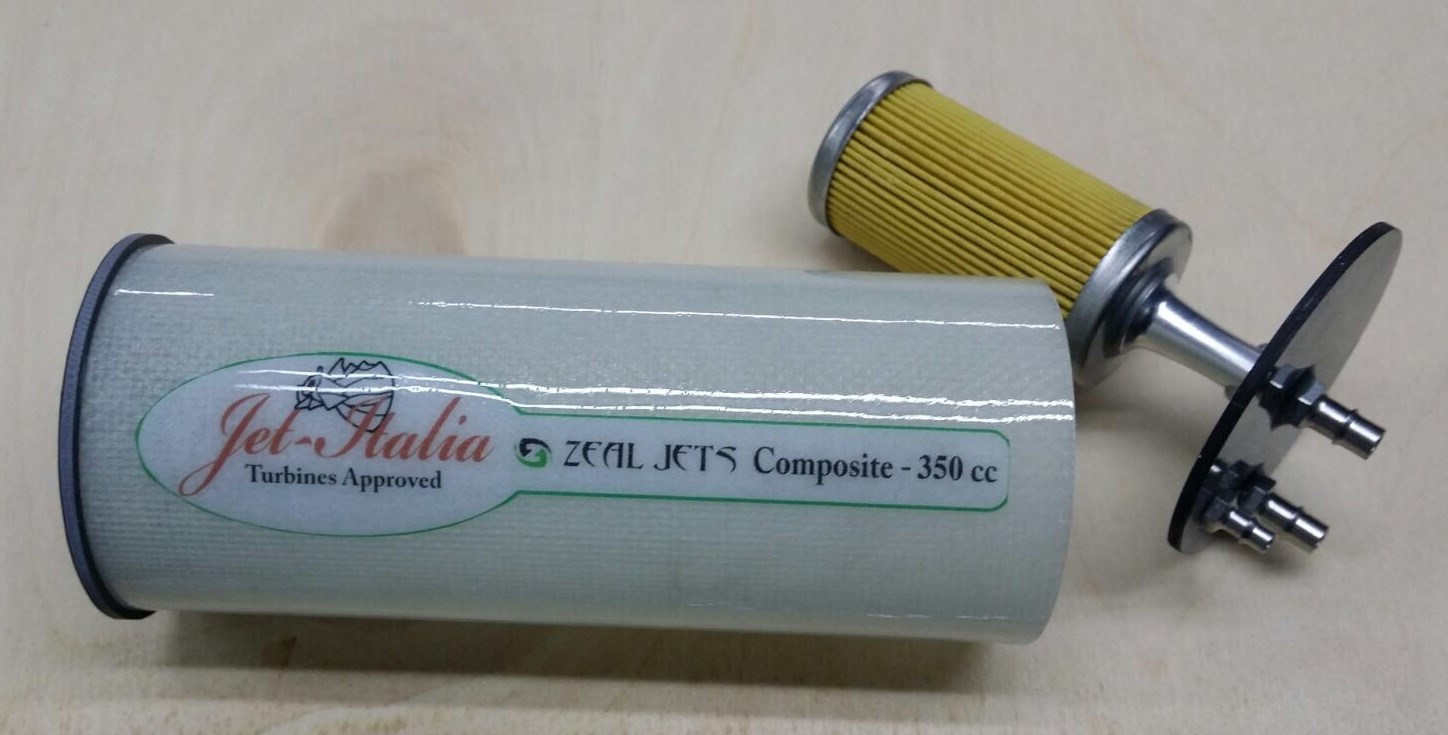 Jet-Italia
Turbines Approved
ZEAL JETS Composite - 350 cc